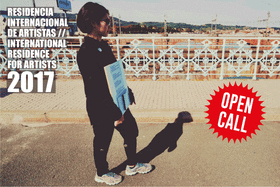 RESIDENCIA
INTERNACIONAL
DE ARTISTAS //
INTERNATIONAL
RESIDENCE
FOR ARTISTS
2017
OPEN
CALL